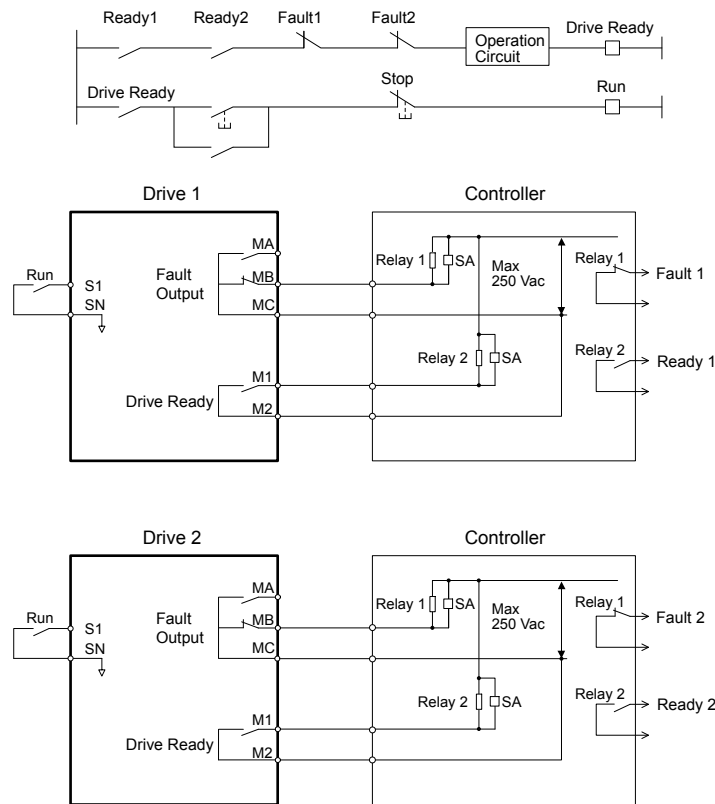 Ready1 Ready2 Fault1 Fault2
Operation
Circuit
Drive Ready
Drive Ready
Stop
Run
Drive 1
Controller
Run
S1
SN
Fault
Output
MA
MB
MC
Drive Ready
M1
M2
Relay 1
SA
Max
250 Vac
Relay 2
SA
Relay 1
Fault 1
Relay 2
Ready 1
Drive 2
Controller
Run
S1
SN
Fault
Output
MA
MB
MC
Drive Ready
M1
M2
Relay 1
SA
Max
250 Vac
Relay 2
SA
Relay 1
Fault 2
Relay 2
Ready 2